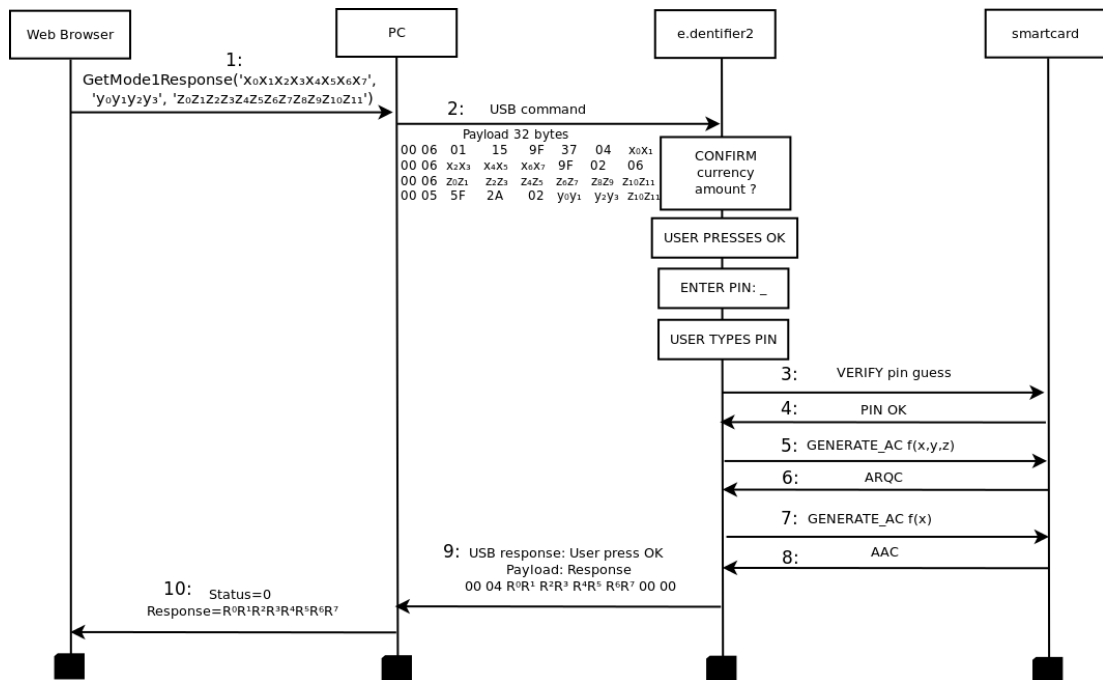 Web Browser
PC
e.dentifier2
smartcard
1:
GetMode1Response('x₀x₁x₂x₃x₄x₅x₆x₇',
'y₀y₁y₂y₃', 'z₀z₁z₂z₃z₄z₅z₆z₇z₈z₉z₁₀z₁₁')
2: USB command
Payload 32 bytes
00 06 01 15 9F 37 04 x₀x₁
00 06 x₂x₃ x₄x₅ x₆x₇ 9F 02 06
00 06 z₀z₁ z₂z₃ z₄z₅ z₆z₇ z₈z₉ z₁₀z₁₁
00 05 5F 2A 02 y₀y₁ y₂y₃ z₁₀z₁₁
CONFIRM
currency
amount ?
USER PRESSES OK
ENTER PIN: _
USER TYPES PIN
3: VERIFY pin guess
4: PIN OK
5: GENERATE_AC f(x,y,z)
6: ARQC
7: GENERATE_AC f(x)
8: AAC
9: USB response: User press OK
Payload: Response
00 04 R⁰R¹ R²R³ R⁴R⁵ R⁶R⁷ 00 00
10: Status=0
Response=R⁰R¹R²R³R⁴R⁵R⁶R⁷